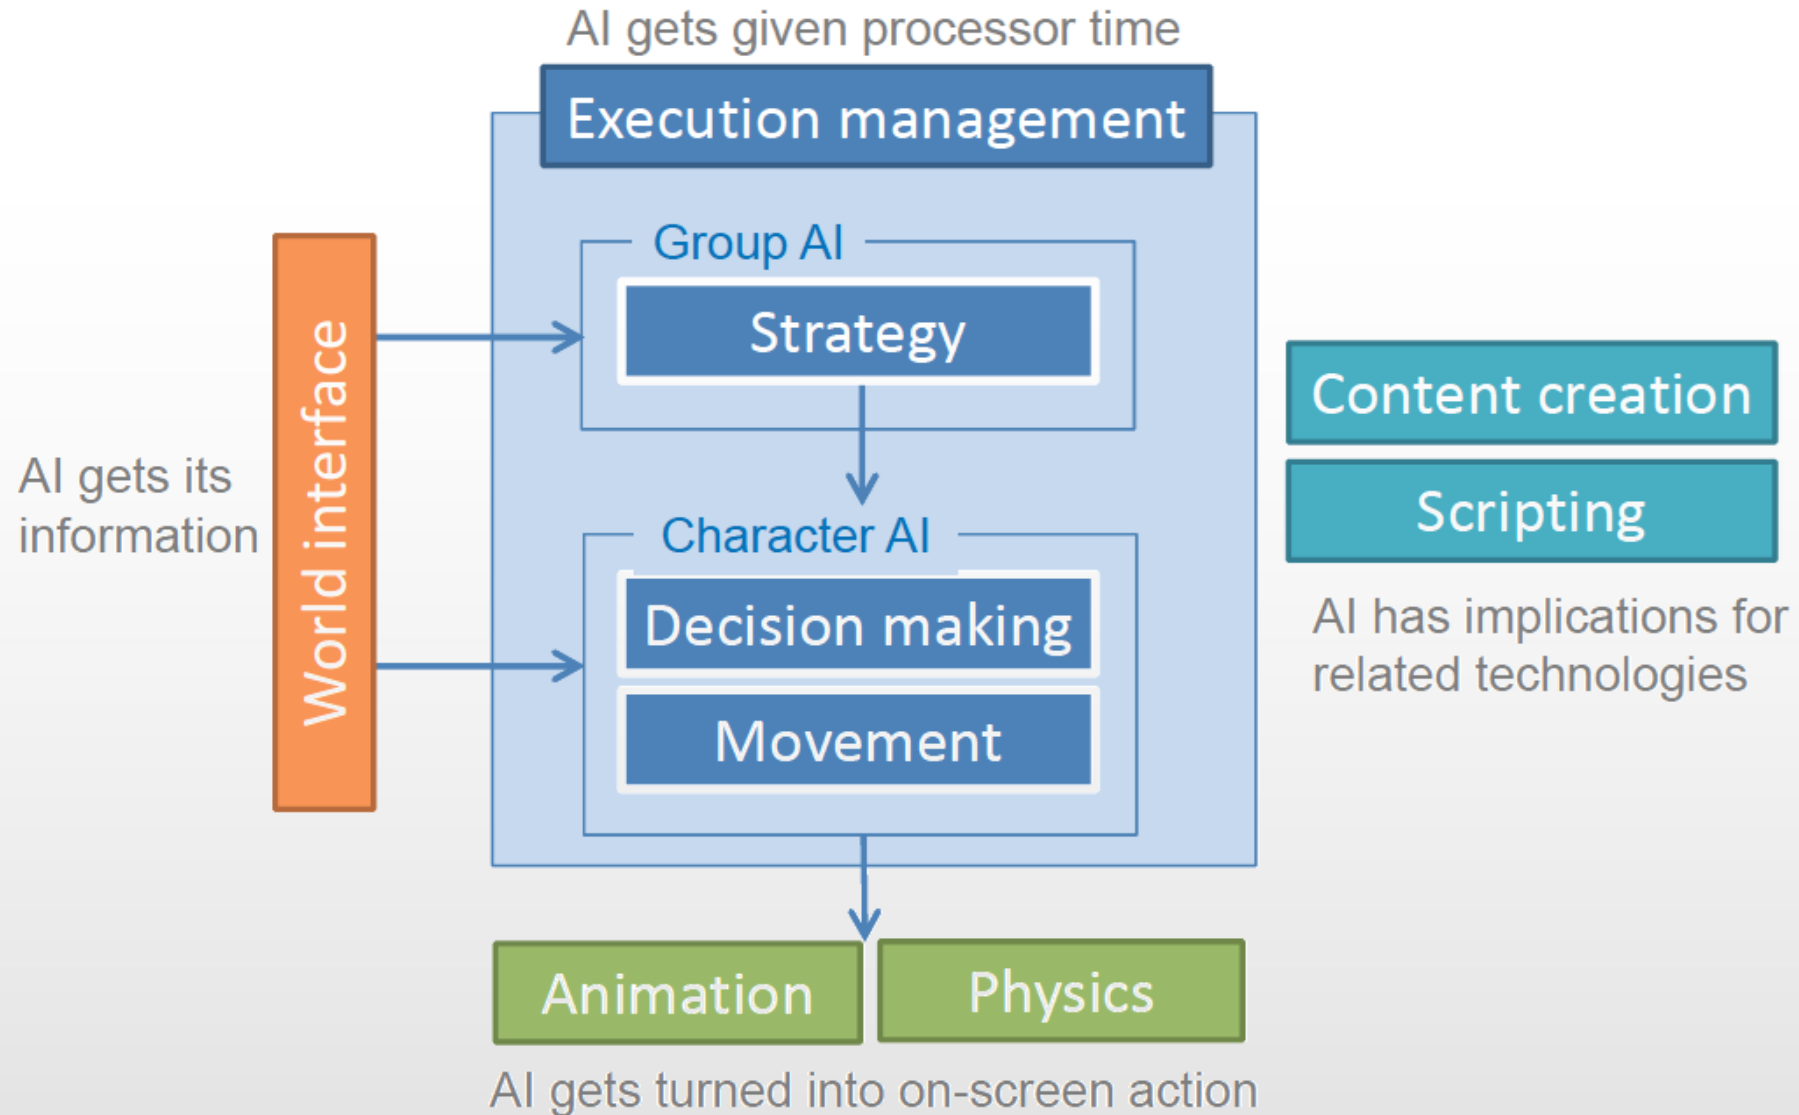 AI gets given processor time
Execution management
Group AI
Strategy
World interface
AI gets its
information
Character AI
Decision making
Movement
Content creation
Scripting
AI has implications for
related technologies
Animation
Physics
AI gets turned into on-screen action